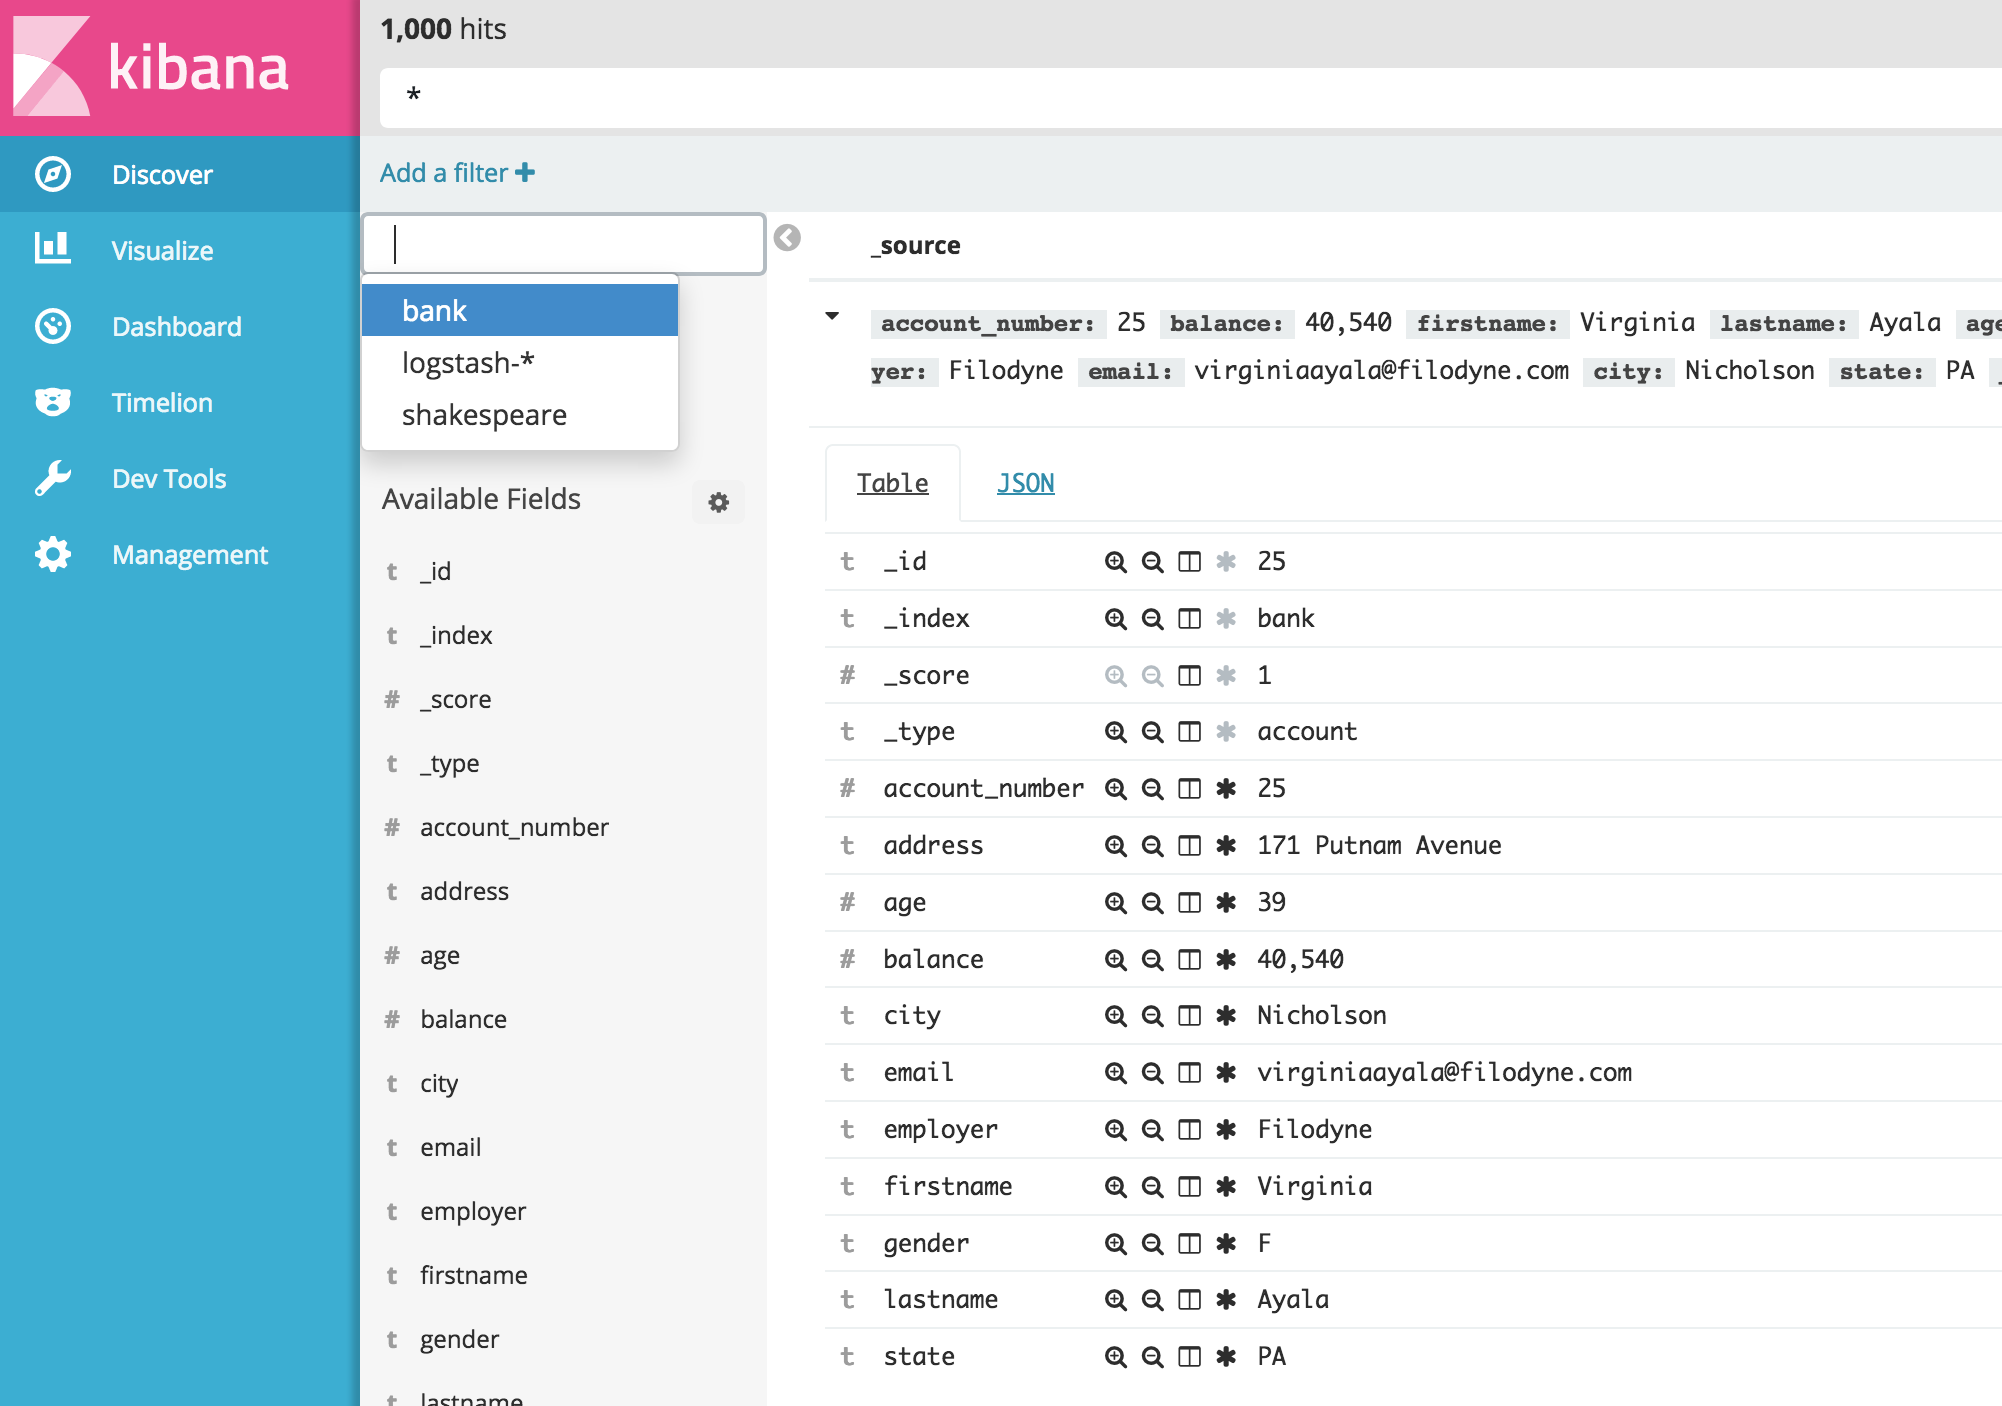 kibana
1,000 hits
*
Discover
Visualize
Dashboard
Timelion
Dev Tools
Management
Add a filter
bank
logstash-*
shakespeare
Available Fields
t _id
t _index
# _score
t _type
# account_number
t address
# age
# balance
t city
t email
t employer
t firstname
t gender
t lastname
_source
account_number: 25 balance: 40,540 firstname: Virginia lastname: Ayala age
yer: Filodyne email: virginiaayala@filodyne.com city: Nicholson state: PA _
Table JSON
t _id 25
t _index bank
# _score 1
t _type account
# account_number 25
t address 171 Putnam Avenue
# age 39
# balance 40,540
t city Nicholson
t email virginiaayala@filodyne.com
t employer Filodyne
t firstname Virginia
t gender F
t lastname Ayala
t state PA